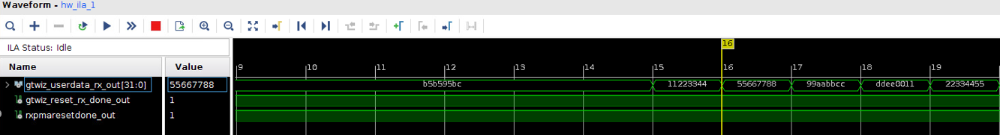 Waveform - hw_ila_1
ILA Status: Idle
16
Name Value 9 10 11 12 13 14 15 16 17 18 19
gtwiz_userdata_rx_out[31:0] 55667788 b5b595bc 11223344 55667788 99aabbcc ddee0011 22334455
gtwiz_reset_rx_done_out 1
rxpmaresetdone_out 1